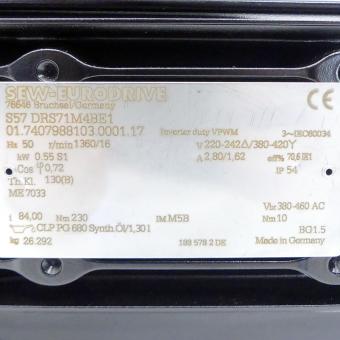 SEW-EURODRIVE
76646 Bruchsal/Germany
CE
S57 DRS71M4BE1
01.7407988103.0001.17
Inverter duty VPWM
3~IEC60034
Hz 50 r/min 1360/16
V 220-242Δ/380-420Y
kW 0.55 S1
A 2,80/1,62
eff% 70,6 IE1
Cos φ 0,72
IP 54
Th.Kl. 130(B)
ME 7033
Vbr 380-460 AC
i 84,00 Nm 230
IM M5B
Nm 10
CLP PG 680 Synth.Öl/1,30 l
BG1.5
kg 26.292
188 578 2 DE
Made in Germany